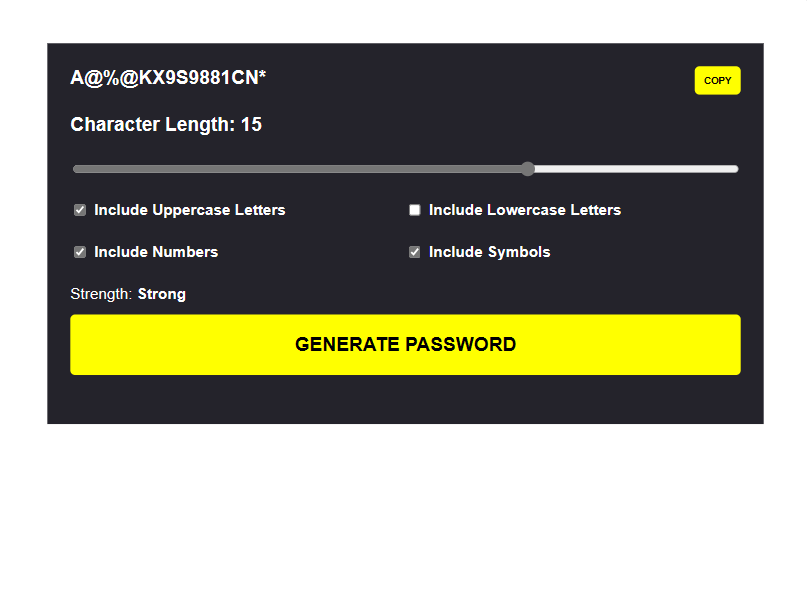 A@%@KX9S9881CN*
COPY
Character Length: 15
Include Uppercase Letters
Include Lowercase Letters
Include Numbers
Include Symbols
Strength: Strong
GENERATE PASSWORD